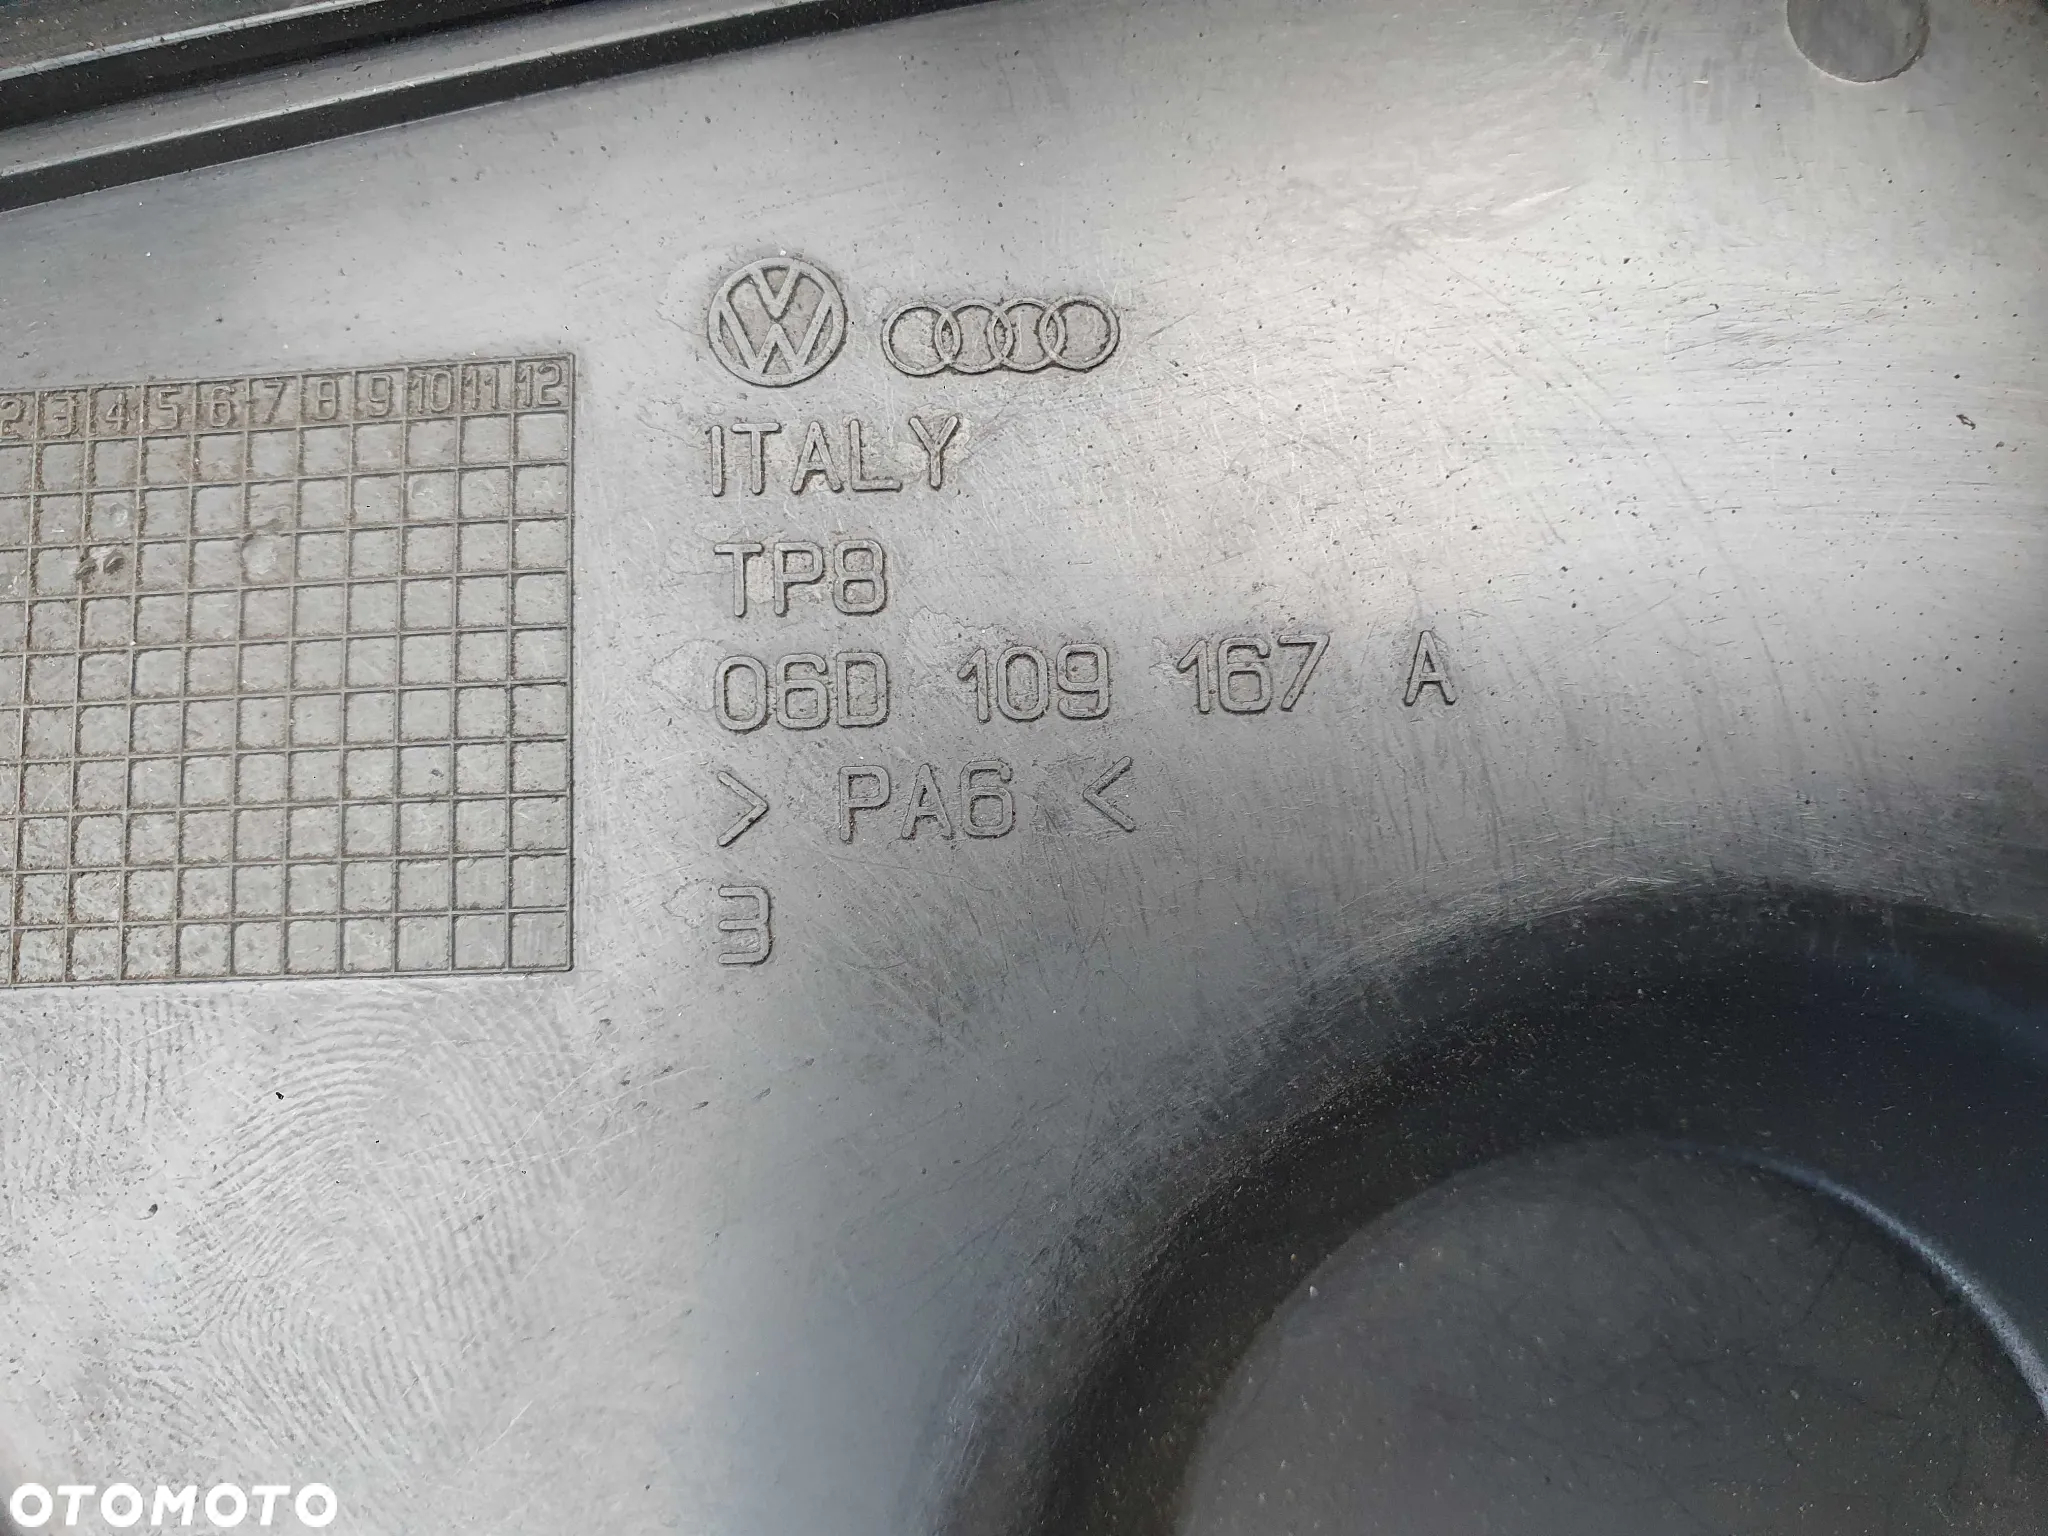 2 3 4 5 6 7 8 9 10 11 12
ITALY
TP8
06D 109 167 A
> PA6 <
3
OTOMOTO